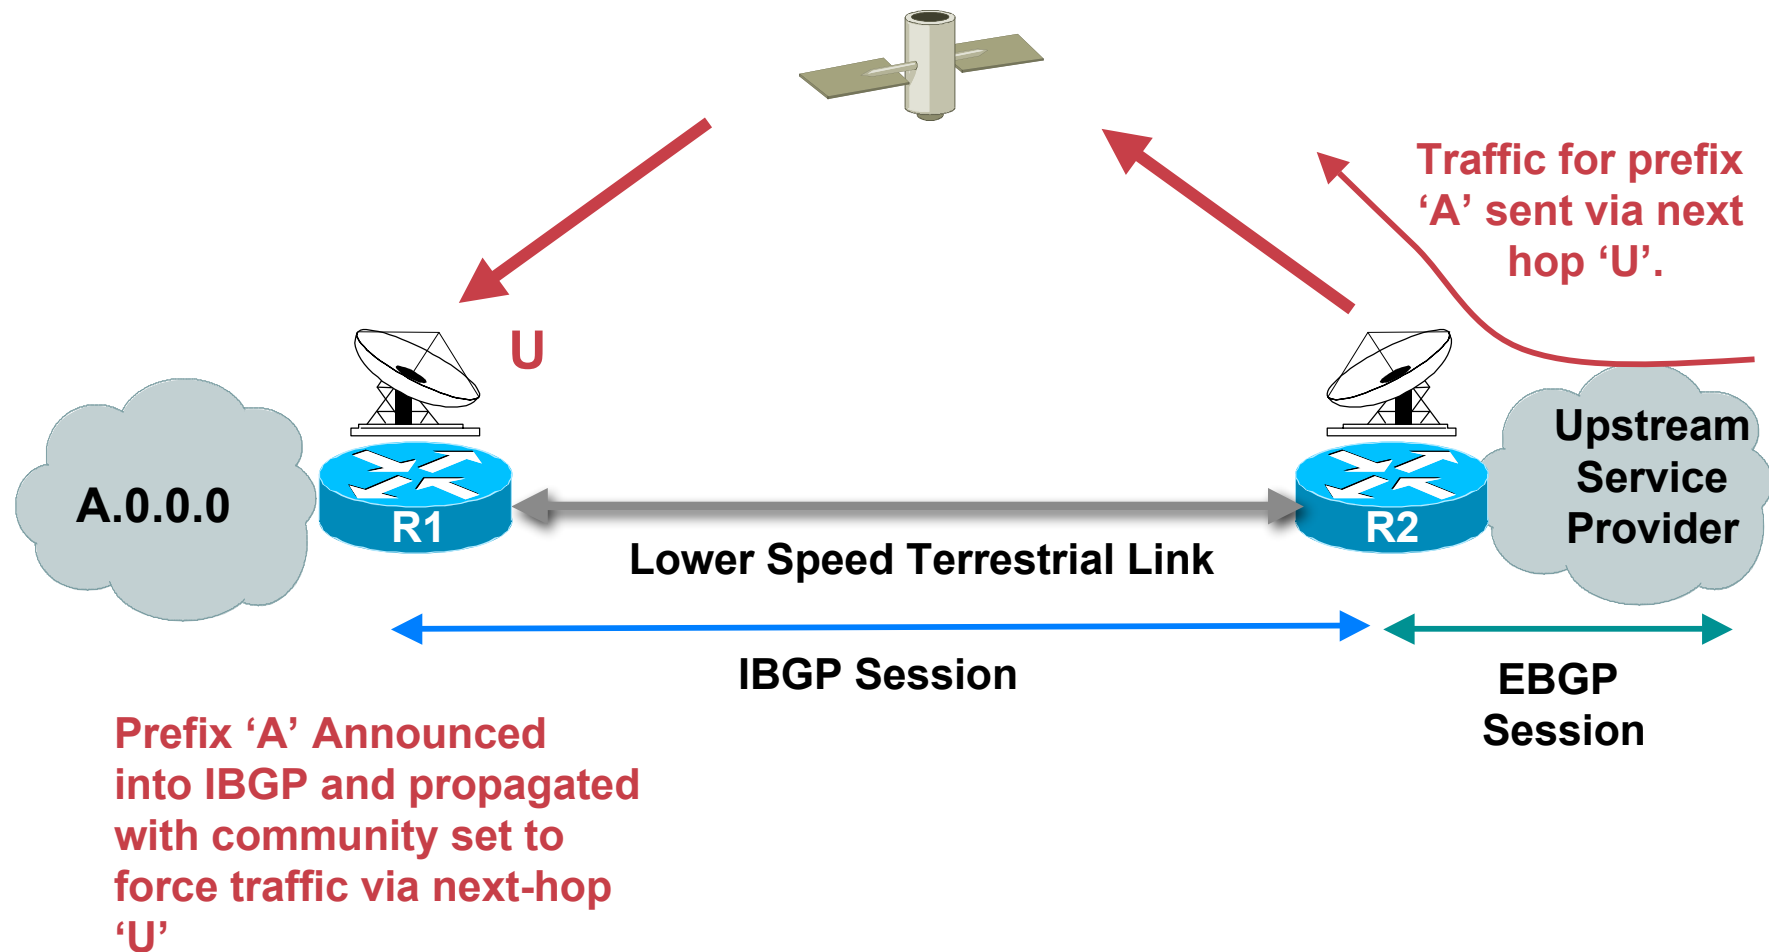 Traffic for prefix
‘A’ sent via next
hop ‘U’.
U
A.0.0.0
R1
R2
Upstream
Service
Provider
Lower Speed Terrestrial Link
IBGP Session
EBGP
Session
Prefix ‘A’ Announced
into IBGP and propagated
with community set to
force traffic via next-hop
‘U’